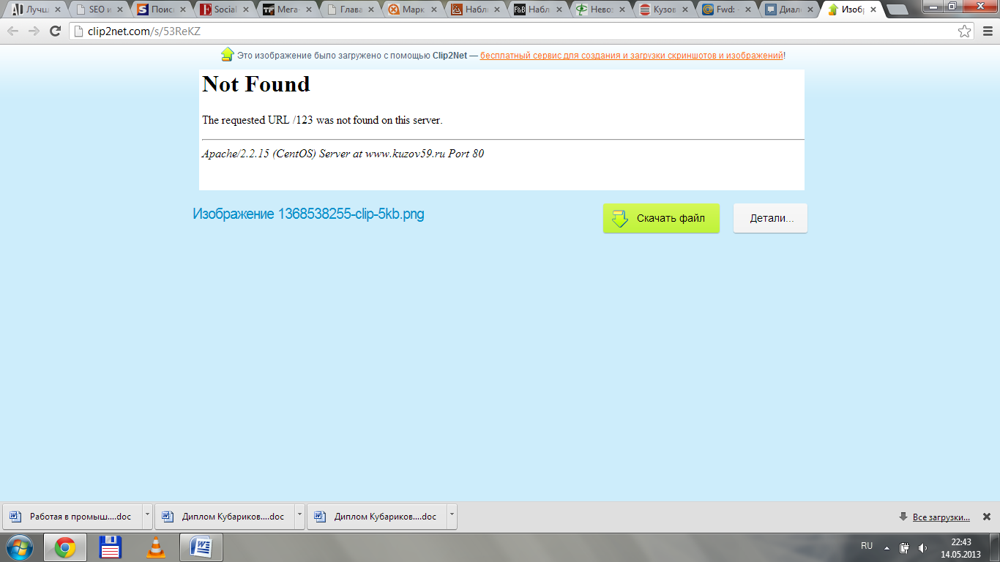 Лучш
SEO и
Поис
Social
Мега-
Глава
Марк
Набл
Набл
Невоз
Кузов
Fwd:
Диал
Изоб
clip2net.com/s/53ReKZ
Это изображение было загружено с помощью Clip2Net — бесплатный сервис для создания и загрузки скриншотов и изображений!
Not Found
The requested URL /123 was not found on this server.
Apache/2.2.15 (CentOS) Server at www.kuzov59.ru Port 80
Изображение 1368538255-clip-5kb.png
Скачать файл
Детали...
Работая в промыш....doc
Диплом Кубариков....doc
Диплом Кубариков....doc
Все загрузки...
RU
22:43
14.05.2013